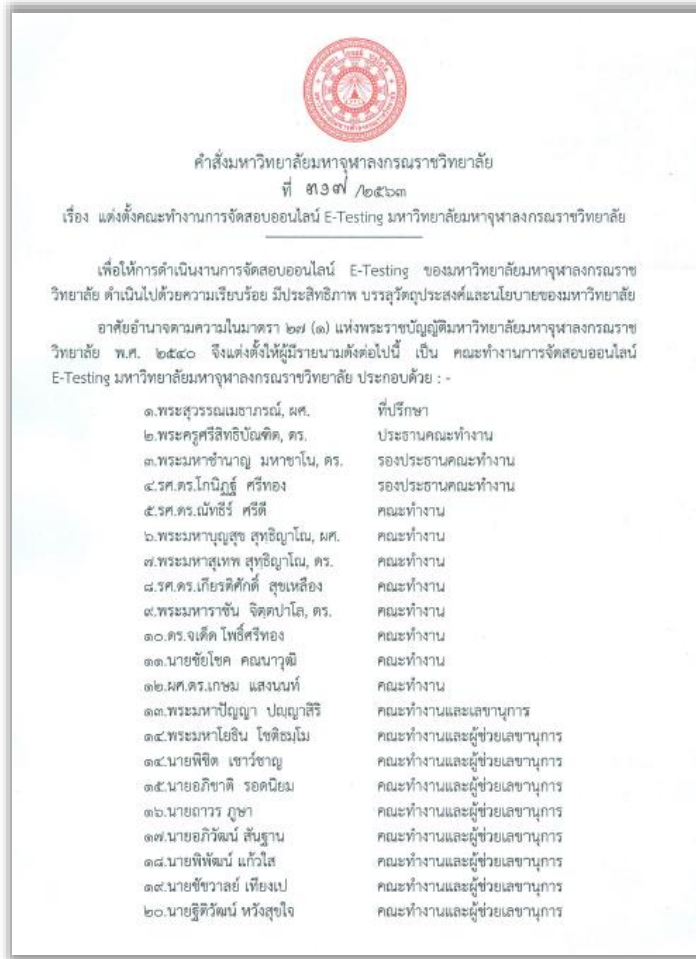 คำสั่งมหาวิทยาลัยมหาจุฬาลงกรณราชวิทยาลัย
ที่ ๓๑๗ /๒๕๖๓
เรื่อง แต่งตั้งคณะทำงานการจัดสอบออนไลน์ E-Testing มหาวิทยาลัยมหาจุฬาลงกรณราชวิทยาลัย
เพื่อให้การดำเนินงานการจัดสอบออนไลน์ E-Testing ของมหาวิทยาลัยมหาจุฬาลงกรณราช
วิทยาลัย ดำเนินไปด้วยความเรียบร้อย มีประสิทธิภาพ บรรลุวัตถุประสงค์และนโยบายของมหาวิทยาลัย
อาศัยอำนาจตามความในมาตรา ๒๗ (๑) แห่งพระราชบัญญัติมหาวิทยาลัยมหาจุฬาลงกรณราช
วิทยาลัย พ.ศ. ๒๕๔๐ จึงแต่งตั้งให้ผู้มีรายนามดังต่อไปนี้ เป็น คณะทำงานการจัดสอบออนไลน์
E-Testing มหาวิทยาลัยมหาจุฬาลงกรณราชวิทยาลัย ประกอบด้วย : -
๑.พระสุวรรณเมธาภรณ์, ผศ. ที่ปรึกษา
๒.พระครูศรีสิทธิบัณฑิต, ดร. ประธานคณะทำงาน
๓.พระมหาชำนาญ มหาชาโน, ดร. รองประธานคณะทำงาน
๔.รศ.ดร.โกนิฏฐ์ ศรีทอง รองประธานคณะทำงาน
๕.รศ.ดร.ณัทธีร์ ศรีดี คณะทำงาน
๖.พระมหาบุญสุข สุทฺธิญาโณ, ผศ. คณะทำงาน
๗.พระมหาสุเทพ สุทฺธิญาโณ, ดร. คณะทำงาน
๘.รศ.ดร.เกียรติศักดิ์ สุขเหลือง คณะทำงาน
๙.พระมหาราชัน จิตฺตปาโล, ดร. คณะทำงาน
๑๐.ดร.จเด็ด โพธิ์ศรีทอง คณะทำงาน
๑๑.นายชัยโชค คณนาวุฒิ คณะทำงาน
๑๒.ผศ.ดร.เกษม แสงนนท์ คณะทำงาน
๑๓.พระมหาปัญญา ปญฺญาสิริ คณะทำงานและเลขานุการ
๑๔.พระมหาโยธิน โชติธมฺโม คณะทำงานและผู้ช่วยเลขานุการ
๑๔.นายพิชิต เชาว์ชาญ คณะทำงานและผู้ช่วยเลขานุการ
๑๕.นายอภิชาติ รอดนิยม คณะทำงานและผู้ช่วยเลขานุการ
๑๖.นายถาวร ภูษา คณะทำงานและผู้ช่วยเลขานุการ
๑๗.นายอภิวัฒน์ สันฐาน คณะทำงานและผู้ช่วยเลขานุการ
๑๘.นายพิพัฒน์ แก้วใส คณะทำงานและผู้ช่วยเลขานุการ
๑๙.นายชัชวาลย์ เทียงเป คณะทำงานและผู้ช่วยเลขานุการ
๒๐.นายฐิติวัฒน์ หวังสุขใจ คณะทำงานและผู้ช่วยเลขานุการ